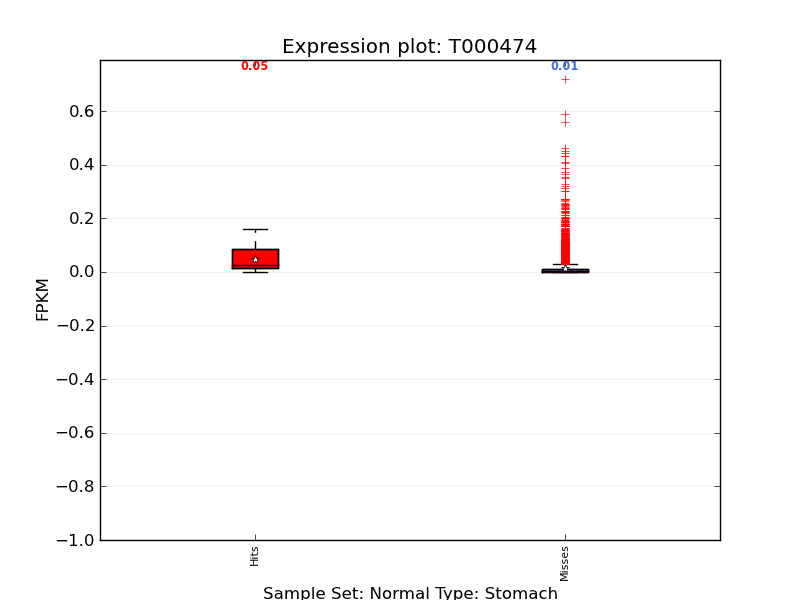 Expression plot: T000474
0.05
0.01
0.6
0.4
0.2
0.0
−0.2
−0.4
−0.6
−0.8
−1.0
FPKM
Hits
Misses
Sample Set: Normal Type: Stomach